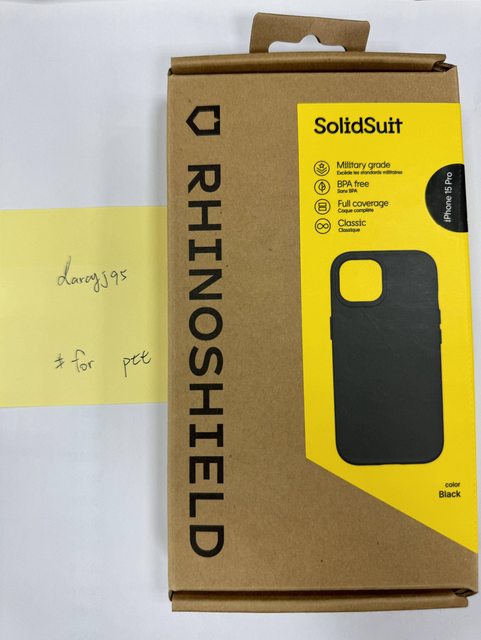 darcyj95
# for ptt
RHINOSHIELD
SolidSuit
Military grade
Excède les standards militaires
BPA free
Sans BPA
Full coverage
Coque complète
Classic
Classique
iPhone 15 Pro
color
Black